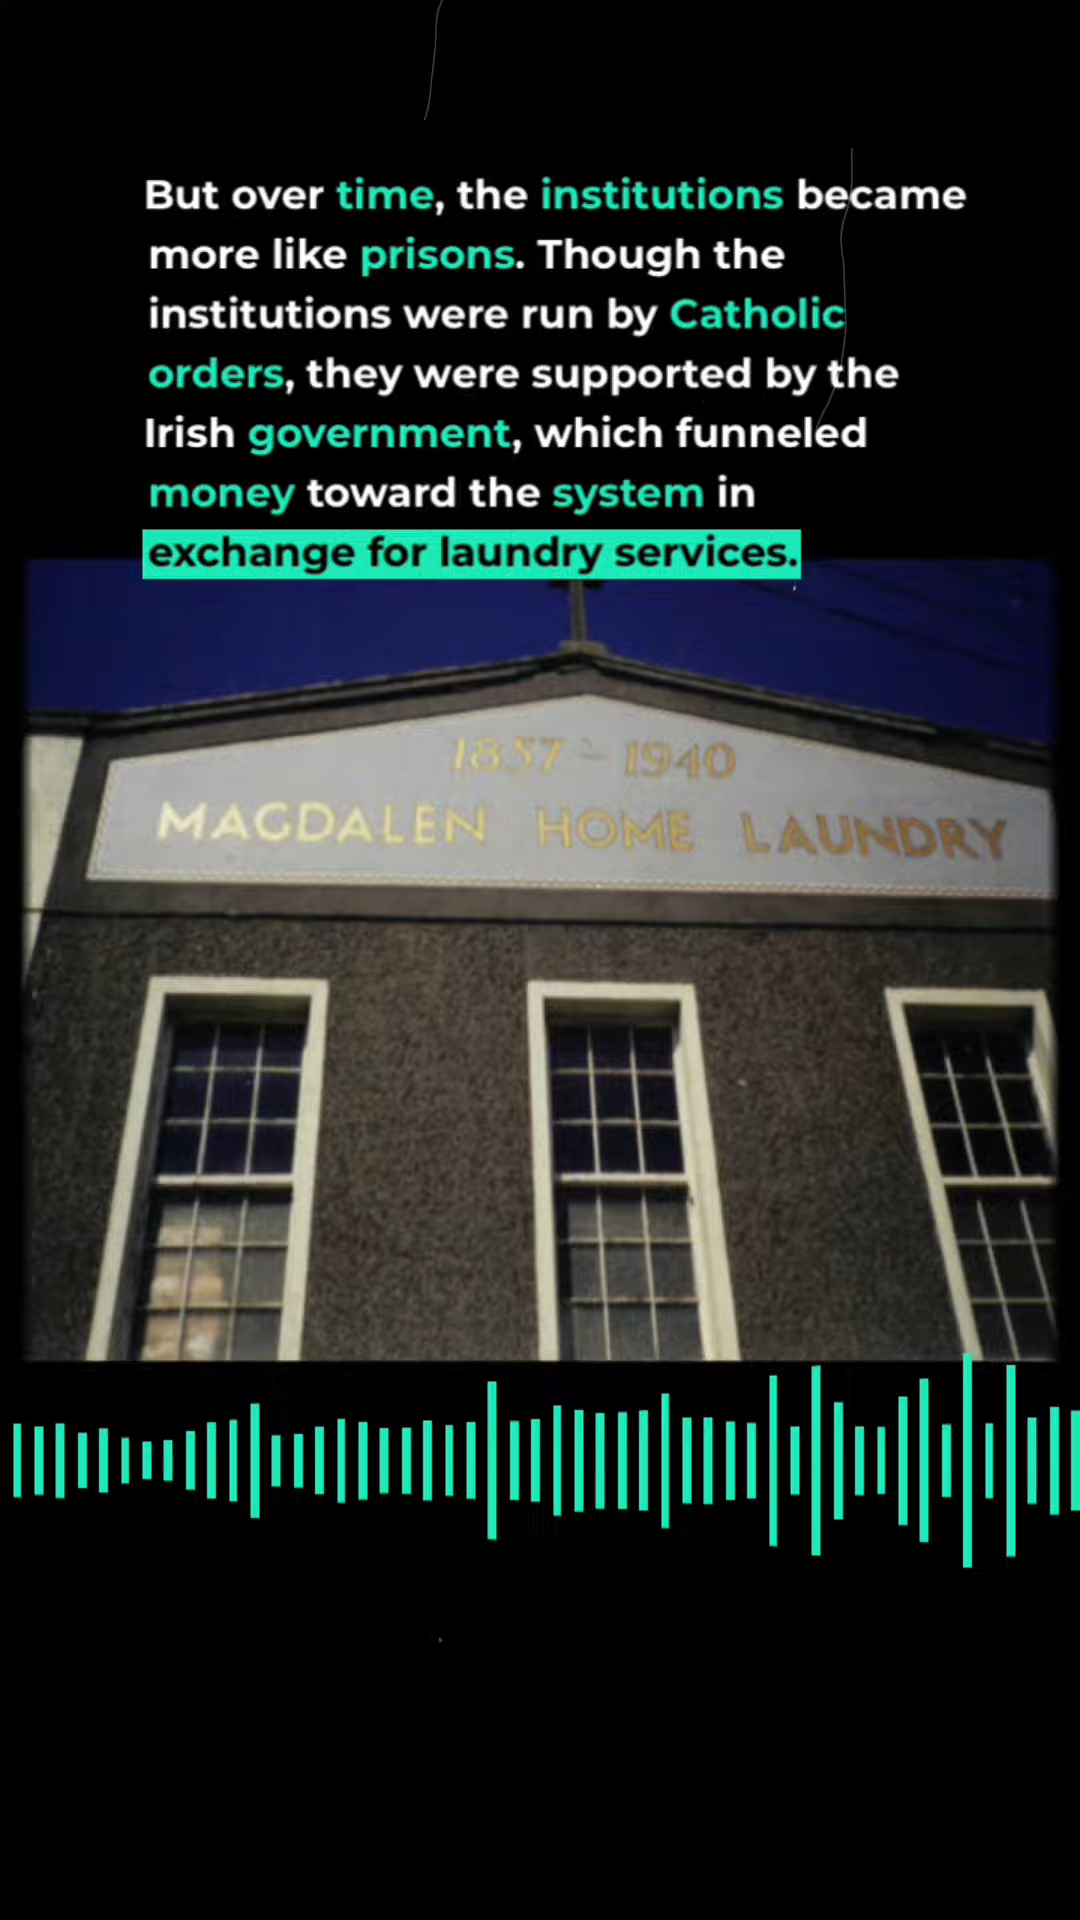 But over time, the institutions became
more like prisons. Though the
institutions were run by Catholic
orders, they were supported by the
Irish government, which funneled
money toward the system in
exchange for laundry services.
1857 - 1940
MAGDALEN HOME LAUNDRY